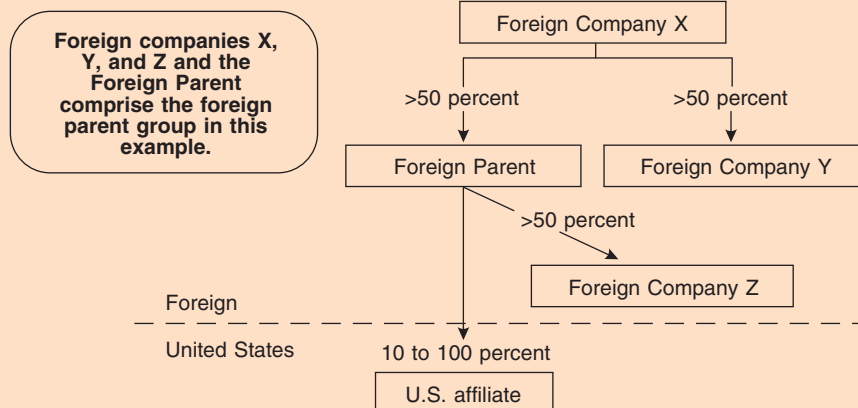 Foreign companies X,
Y, and Z and the
Foreign Parent
comprise the foreign
parent group in this
example.
Foreign Company X
>50 percent
>50 percent
Foreign Parent
Foreign Company Y
>50 percent
Foreign Company Z
Foreign
United States
10 to 100 percent
U.S. affiliate